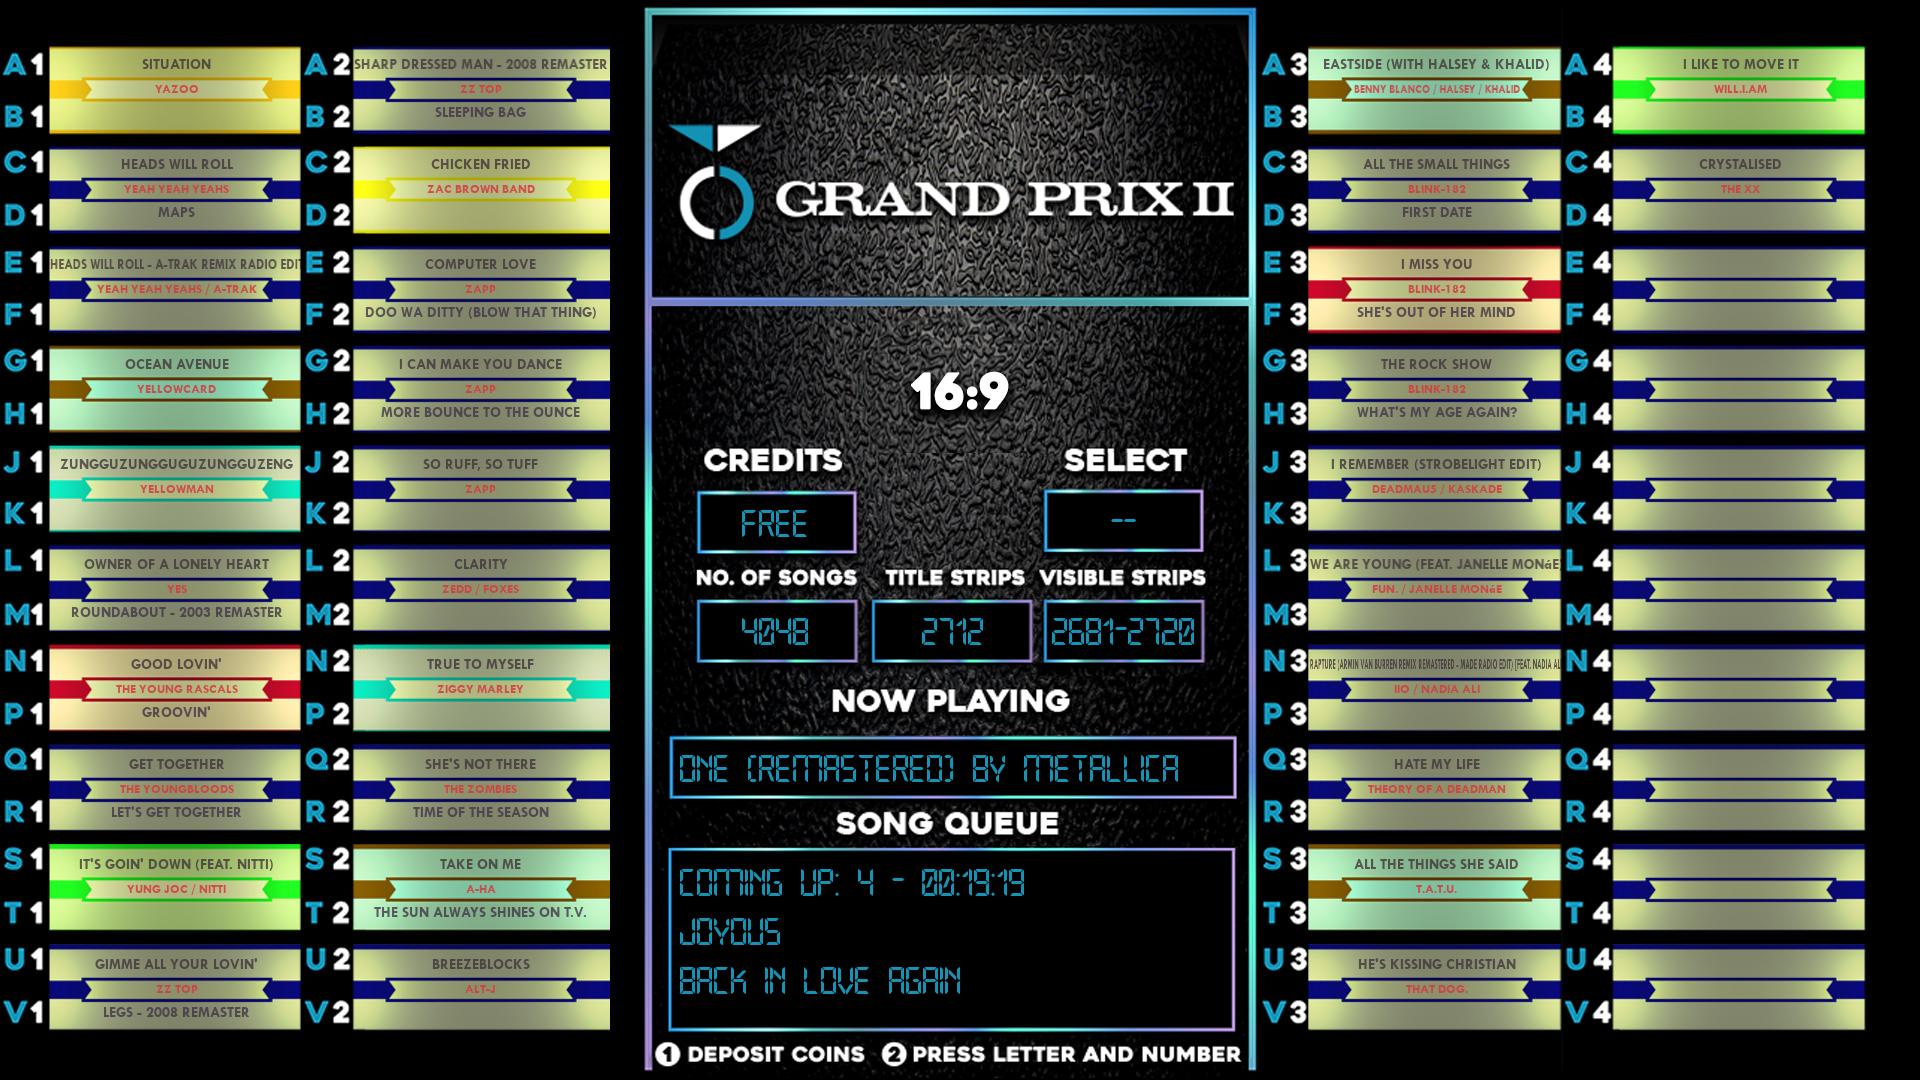 A1
SITUATION
YAZOO
B1
C1
HEADS WILL ROLL
YEAH YEAH YEAHS
D1
MAPS
E1
HEADS WILL ROLL - A-TRAK REMIX RADIO EDIT
YEAH YEAH YEAHS / A-TRAK
F1
G1
OCEAN AVENUE
YELLOWCARD
H1
J1
ZUNGGUZUNGGUGUZUNGGUZENG
YELLOWMAN
K1
L1
OWNER OF A LONELY HEART
YES
M1
ROUNDABOUT - 2003 REMASTER
N1
GOOD LOVIN'
THE YOUNG RASCALS
P1
GROOVIN'
Q1
GET TOGETHER
THE YOUNGBLOODS
R1
LET'S GET TOGETHER
S1
IT'S GOIN' DOWN (FEAT. NITTI)
YUNG JOC / NITTI
T1
U1
GIMME ALL YOUR LOVIN'
ZZ TOP
V1
LEGS - 2008 REMASTER
A2
SHARP DRESSED MAN - 2008 REMASTER
ZZ TOP
B2
SLEEPING BAG
C2
CHICKEN FRIED
ZAC BROWN BAND
D2
E2
COMPUTER LOVE
ZAPP
F2
DOO WA DITTY (BLOW THAT THING)
G2
I CAN MAKE YOU DANCE
ZAPP
H2
MORE BOUNCE TO THE OUNCE
J2
SO RUFF, SO TUFF
ZAPP
K2
L2
CLARITY
ZEDD / FOXES
M2
N2
TRUE TO MYSELF
ZIGGY MARLEY
P2
Q2
SHE'S NOT THERE
THE ZOMBIES
R2
TIME OF THE SEASON
S2
TAKE ON ME
A-HA
T2
THE SUN ALWAYS SHINES ON T.V.
U2
BREEZEBLOCKS
ALT-J
V2
GRAND PRIX II
16:9
CREDITS
SELECT
FREE
--
NO. OF SONGS
TITLE STRIPS
VISIBLE STRIPS
4048
2712
2681-2720
NOW PLAYING
ONE (REMASTERED) BY METALLICA
SONG QUEUE
COMING UP: 4 - 00:19:19
JOYOUS
BACK IN LOVE AGAIN
1 DEPOSIT COINS 2 PRESS LETTER AND NUMBER
A3
EASTSIDE (WITH HALSEY & KHALID)
BENNY BLANCO / HALSEY / KHALID
B3
C3
ALL THE SMALL THINGS
BLINK-182
D3
FIRST DATE
E3
I MISS YOU
BLINK-182
F3
SHE'S OUT OF HER MIND
G3
THE ROCK SHOW
BLINK-182
H3
WHAT'S MY AGE AGAIN?
J3
I REMEMBER (STROBELIGHT EDIT)
DEADMAU5 / KASKADE
K3
L3
WE ARE YOUNG (FEAT. JANELLE MONáE
FUN. / JANELLE MONáE
M3
N3
RAPTURE (ARMIN VAN BURREN REMIX REMASTERED - MADE RADIO EDIT) [FEAT. NADIA AL
IIO / NADIA ALI
P3
Q3
HATE MY LIFE
THEORY OF A DEADMAN
R3
S3
ALL THE THINGS SHE SAID
T.A.T.U.
T3
U3
HE'S KISSING CHRISTIAN
THAT DOG.
V3
A4
I LIKE TO MOVE IT
WILL.I.AM
B4
C4
CRYSTALISED
THE XX
D4
E4
F4
G4
H4
J4
K4
L4
M4
N4
P4
Q4
R4
S4
T4
U4
V4